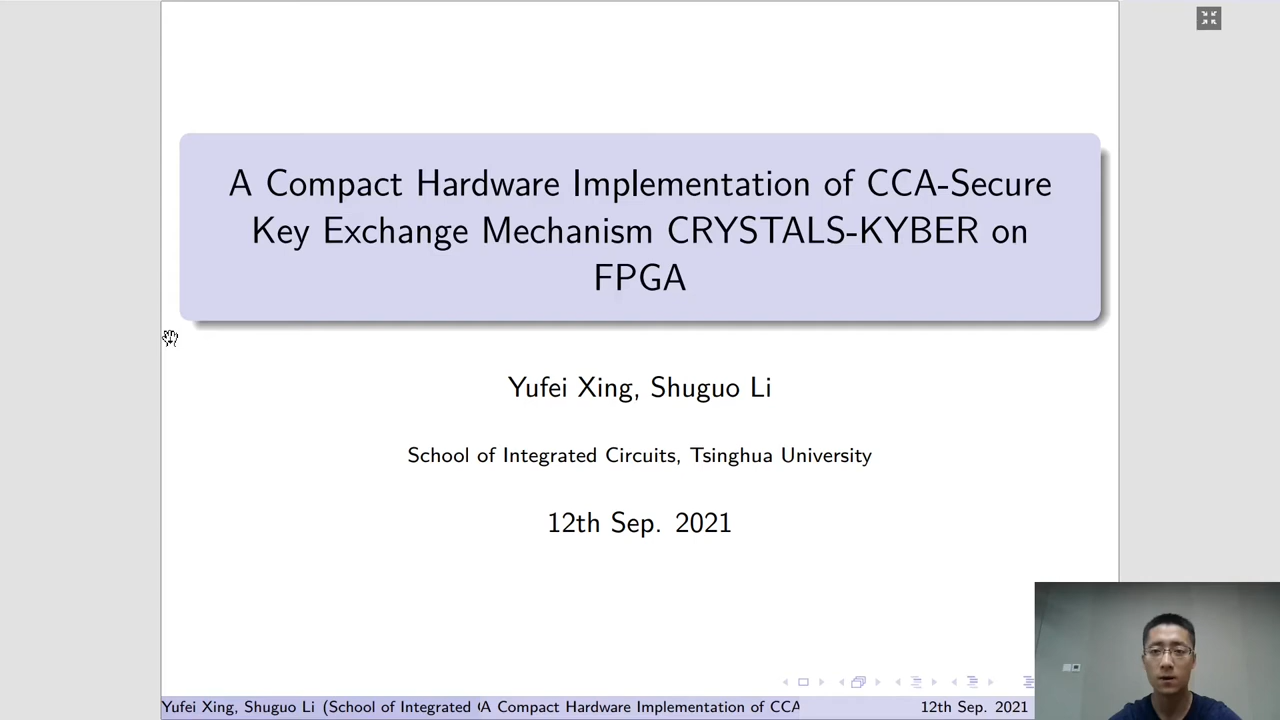 A Compact Hardware Implementation of CCA-Secure
Key Exchange Mechanism CRYSTALS-KYBER on
FPGA
Yufei Xing, Shuguo Li
School of Integrated Circuits, Tsinghua University
12th Sep. 2021
Yufei Xing, Shuguo Li (School of Integrated A Compact Hardware Implementation of CCA 12th Sep. 2021